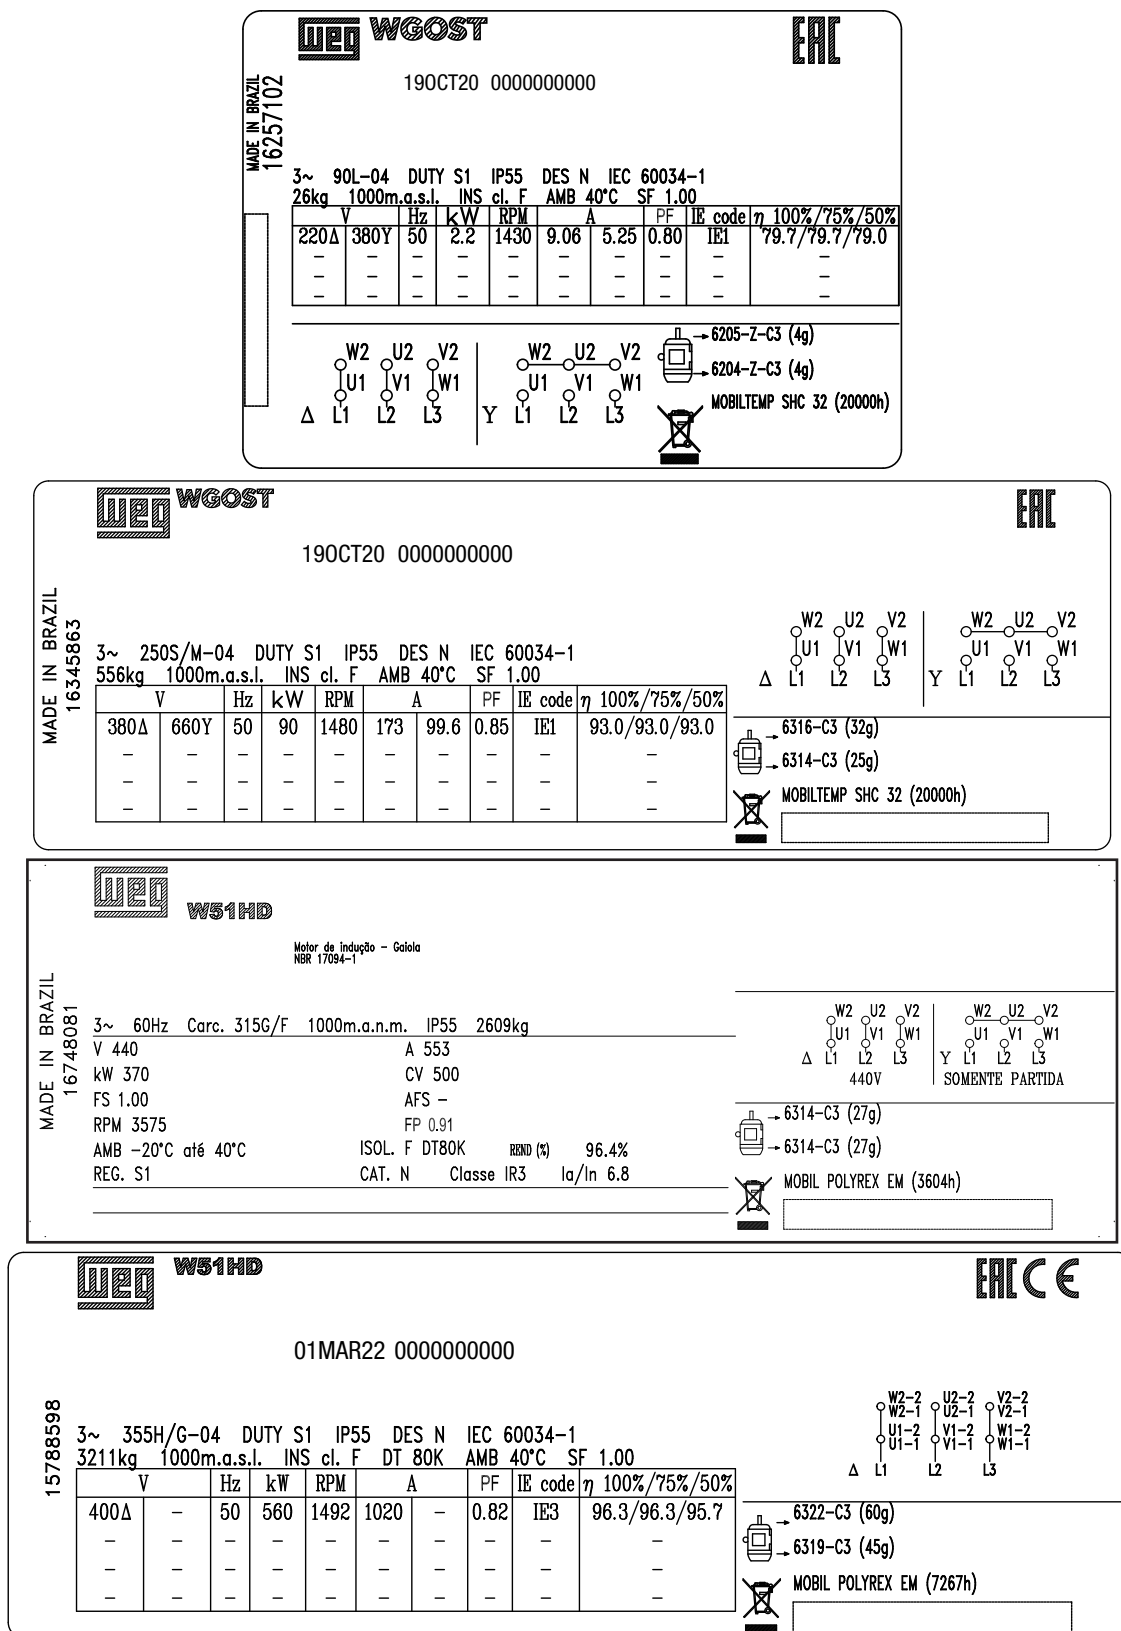 WEG WGOST EAC
19OCT20 0000000000
MADE IN BRAZIL
16257102
3~ 90L-04 DUTY S1 IP55 DES N IEC 60034-1
26kg 1000m.a.s.l. INS cl. F AMB 40°C SF 1.00
V Hz kW RPM A PF IE code η 100%/75%/50%
220Δ 380Y 50 2.2 1430 9.06 5.25 0.80 IE1 79.7/79.7/79.0
– – – – – – – – – –
– – – – – – – – – –
– – – – – – – – – –
W2 U2 V2 W2 U2 V2
U1 V1 W1 U1 V1 W1
Δ L1 L2 L3 Y L1 L2 L3
6205-Z-C3 (4g)
6204-Z-C3 (4g)
MOBILTEMP SHC 32 (20000h)
WEG WGOST EAC
19OCT20 0000000000
MADE IN BRAZIL
16345863
3~ 250S/M-04 DUTY S1 IP55 DES N IEC 60034-1
556kg 1000m.a.s.l. INS cl. F AMB 40°C SF 1.00
V Hz kW RPM A PF IE code η 100%/75%/50%
380Δ 660Y 50 90 1480 173 99.6 0.85 IE1 93.0/93.0/93.0
– – – – – – – – – –
– – – – – – – – – –
– – – – – – – – – –
W2 U2 V2 W2 U2 V2
U1 V1 W1 U1 V1 W1
Δ L1 L2 L3 Y L1 L2 L3
6316-C3 (32g)
6314-C3 (25g)
MOBILTEMP SHC 32 (20000h)
WEG W51HD
Motor de indução – Gaiola
NBR 17094-1
MADE IN BRAZIL
16748081
3~ 60Hz Carc. 315G/F 1000m.a.n.m. IP55 2609kg
V 440 A 553
kW 370 CV 500
FS 1.00 AFS –
RPM 3575 FP 0.91
AMB -20°C até 40°C ISOL. F DT80K REND (%) 96.4%
REG. S1 CAT. N Classe IR3 Ia/In 6.8
W2 U2 V2 W2 U2 V2
U1 V1 W1 U1 V1 W1
Δ L1 L2 L3 Y L1 L2 L3
440V SOMENTE PARTIDA
6314-C3 (27g)
6314-C3 (27g)
MOBIL POLYREX EM (3604h)
WEG W51HD EAC CE
01MAR22 0000000000
15788598
3~ 355H/G-04 DUTY S1 IP55 DES N IEC 60034-1
3211kg 1000m.a.s.l. INS cl. F DT 80K AMB 40°C SF 1.00
V Hz kW RPM A PF IE code η 100%/75%/50%
400Δ – 50 560 1492 1020 – 0.82 IE3 96.3/96.3/95.7
– – – – – – – – – –
– – – – – – – – – –
– – – – – – – – – –
W2-2 U2-2 V2-2
W2-1 U2-1 V2-1
U1-2 V1-2 W1-2
U1-1 V1-1 W1-1
Δ L1 L2 L3
6322-C3 (60g)
6319-C3 (45g)
MOBIL POLYREX EM (7267h)